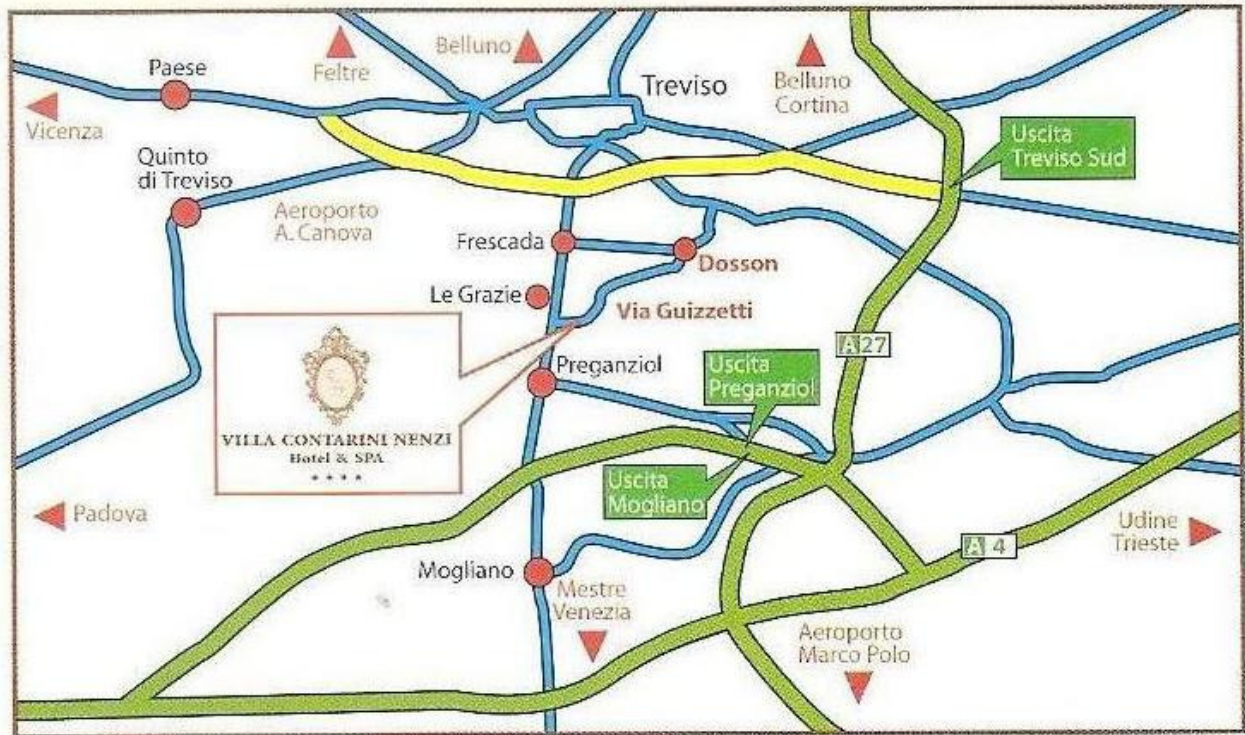 Feltre
Belluno
Belluno
Cortina
Treviso
Paese
Vicenza
Uscita
Treviso Sud
Quinto
di Treviso
Aeroporto
A. Canova
Frescada
Dosson
Le Grazie
Via Guizzetti
A 27
Preganziol
Uscita
Preganziol
VILLA CONTARINI NENZI
Hotel & SPA
Uscita
Mogliano
Padova
Udine
Trieste
A 4
Mogliano
Mestre
Venezia
Aeroporto
Marco Polo